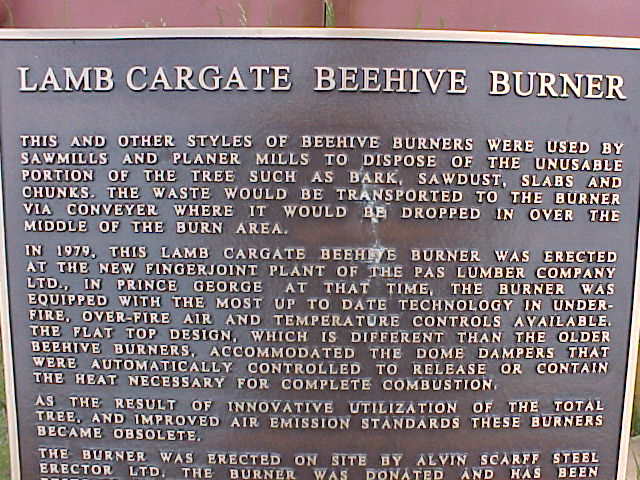 LAMB CARGATE BEEHIVE BURNER
THIS AND OTHER STYLES OF BEEHIVE BURNERS WERE USED BY
SAWMILLS AND PLANER MILLS TO DISPOSE OF THE UNUSABLE
PORTION OF THE TREE SUCH AS BARK, SAWDUST, SLABS AND
CHUNKS. THE WASTE WOULD BE TRANSPORTED TO THE BURNER
VIA CONVEYER WHERE IT WOULD BE DROPPED IN OVER THE
MIDDLE OF THE BURN AREA.
IN 1979, THIS LAMB CARGATE BEEHIVE BURNER WAS ERECTED
AT THE NEW FINGERJOINT PLANT OF THE PAS LUMBER COMPANY
LTD., IN PRINCE GEORGE AT THAT TIME, THE BURNER WAS
EQUIPPED WITH THE MOST UP TO DATE TECHNOLOGY IN UNDER-
FIRE, OVER-FIRE AIR AND TEMPERATURE CONTROLS AVAILABLE.
THE FLAT TOP DESIGN, WHICH IS DIFFERENT THAN THE OLDER
BEEHIVE BURNERS, ACCOMMODATED THE DOME DAMPERS THAT
WERE AUTOMATICALLY CONTROLLED TO RELEASE OR CONTAIN
THE HEAT NECESSARY FOR COMPLETE COMBUSTION.
AS THE RESULT OF INNOVATIVE UTILIZATION OF THE TOTAL
TREE, AND IMPROVED AIR EMISSION STANDARDS THESE BURNERS
BECAME OBSOLETE.
THE BURNER WAS ERECTED ON SITE BY ALVIN SCARFF STEEL
ERECTOR LTD. THE BURNER WAS DONATED AND HAS BEEN